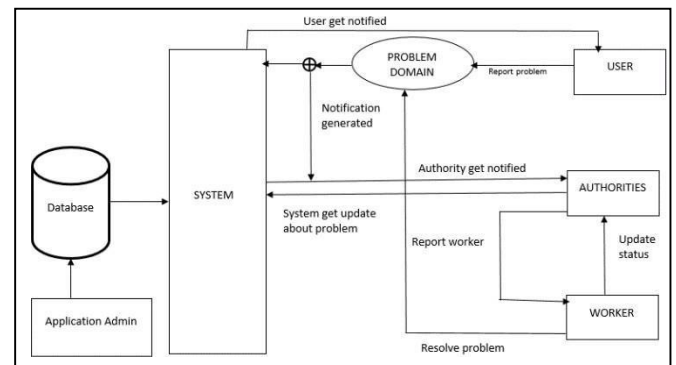 User get notified
PROBLEM
DOMAIN
Report problem
USER
Notification
generated
Authority get notified
AUTHORITIES
Database
SYSTEM
System get update
about problem
Report worker
Update
status
Application Admin
WORKER
Resolve problem